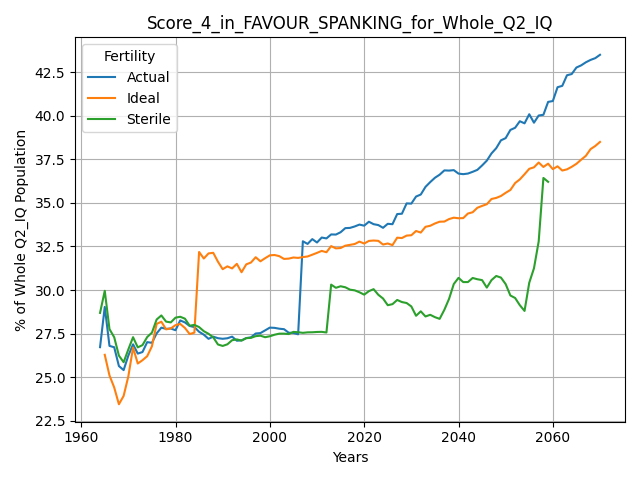 Score_4_in_FAVOUR_SPANKING_for_Whole_Q2_IQ
Fertility
Actual
Ideal
Sterile
% of Whole Q2_IQ Population
42.5
40.0
37.5
35.0
32.5
30.0
27.5
25.0
22.5
1960 1980 2000 2020 2040 2060
Years